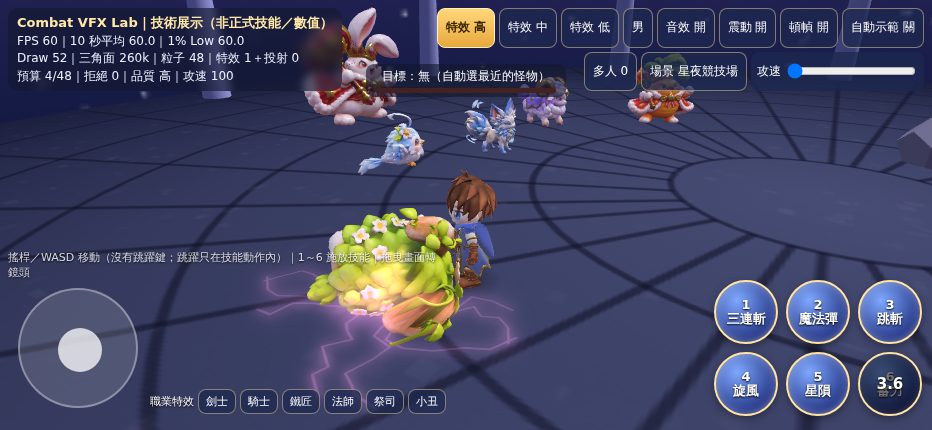 Combat VFX Lab｜技術展示（非正式技能／數值）
FPS 60｜10 秒平均 60.0｜1% Low 60.0
Draw 52｜三角面 260k｜粒子 48｜特效 1＋投射 0
預算 4/48｜拒絕 0｜品質 高｜攻速 100
特效 高
特效 中
特效 低
男
音效 開
震動 開
頓幀 開
自動示範 關
多人 0
場景 星夜競技場
攻速
目標：無（自動選最近的怪物）
搖桿／WASD 移動（沒有跳躍鍵；跳躍只在技能動作內）｜1～6 施放技能｜拖曳畫面轉
鏡頭
1
三連斬
2
魔法彈
3
跳斬
4
旋風
5
星隕
6
蓄力
3.6
職業特效
劍士
騎士
鐵匠
法師
祭司
小丑